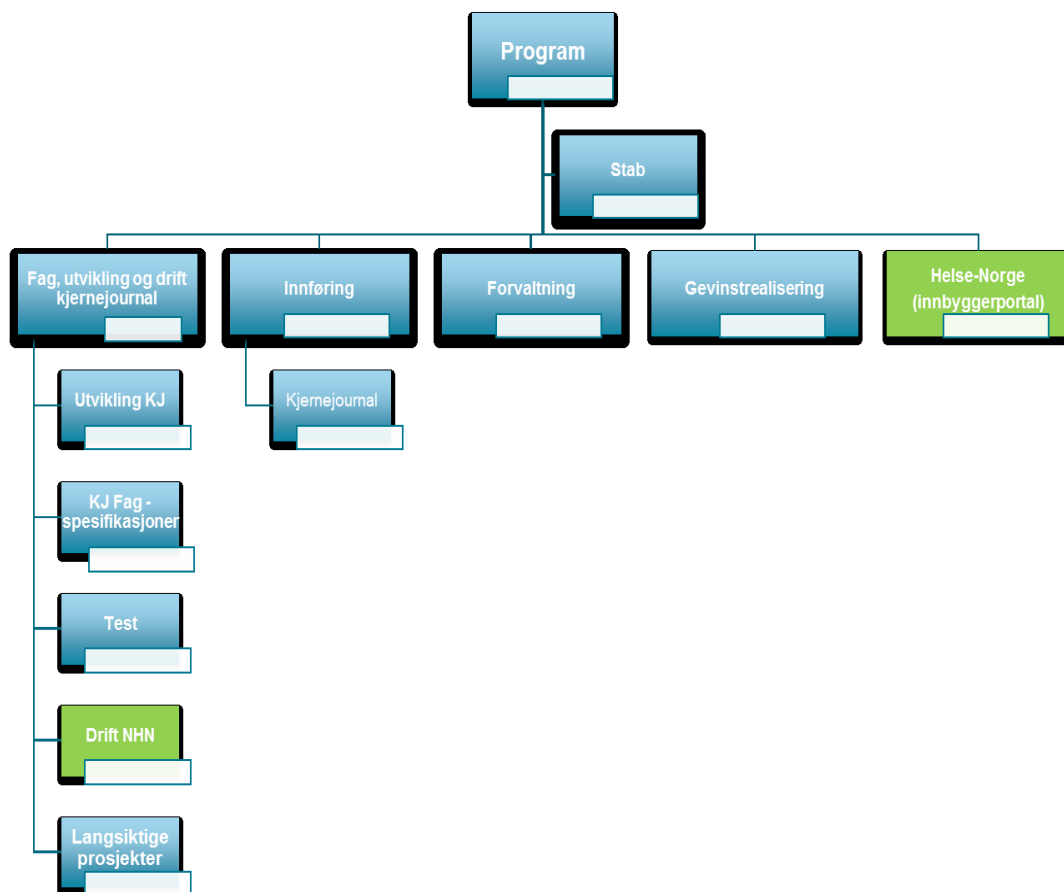 Program
Stab
Fag, utvikling og drift
kjernejournal
Innføring
Forvaltning
Gevinstrealisering
Helse-Norge
(innbyggerportal)
Utvikling KJ
Kjernejournal
KJ Fag -
spesifikasjoner
Test
Drift NHN
Langsiktige
prosjekter